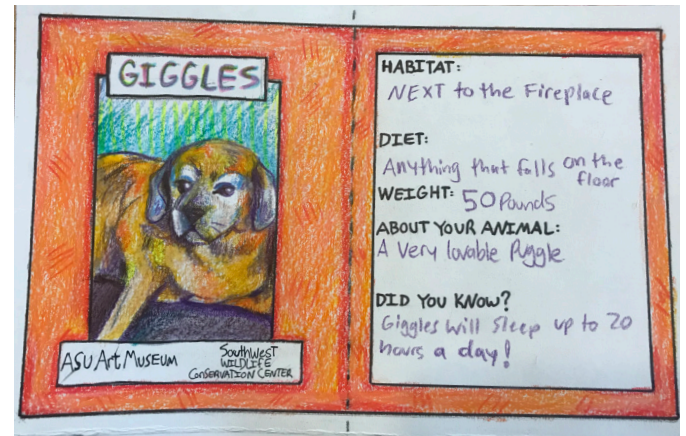 GIGGLES
ASU Art Museum
SouthWest
WILDLIFE
ConSERVATION CENTER
HABITAT:
NEXT to the Fireplace
DIET:
Anything that falls on the
floor
WEIGHT: 50 Pounds
ABOUT YOUR ANIMAL:
A Very lovable Puggle
DID YOU KNOW?
Giggles will sleep up to 20
hours a day!